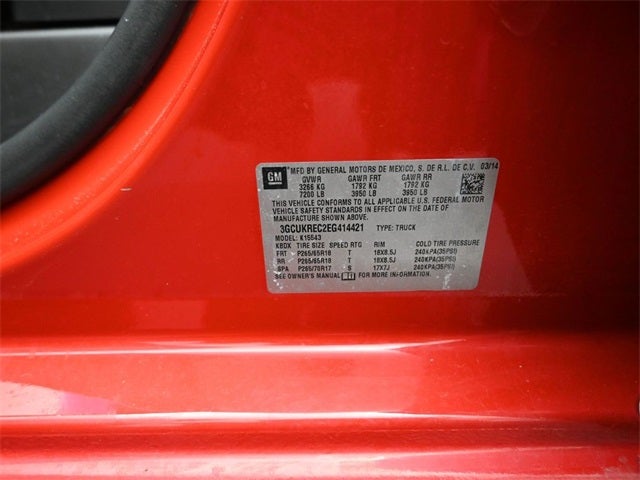 GM
MFD BY GENERAL MOTORS DE MEXICO, S. DE R.L. DE C.V. 03/14
GVWR GAWR FRT GAWR RR
3266 KG 1792 KG 1792 KG
7200 LB 3950 LB 3950 LB
THIS VEHICLE CONFORMS TO ALL APPLICABLE U.S. FEDERAL MOTOR
VEHICLE SAFETY STANDARDS IN EFFECT ON THE DATE OF
MANUFACTURE SHOWN ABOVE.
3GCUKREC2EG414421 TYPE: TRUCK
MODEL: K15543
KBDX TIRE SIZE SPEED RTG RIM COLD TIRE PRESSURE
FRT P265/65R18 T 18X8.5J 240KPA(35PSI)
RR P265/65R18 T 18X8.5J 240KPA(35PSI)
SPA P265/70R17 S 17X7J 240KPA(35PSI)
SEE OWNER'S MANUAL FOR MORE INFORMATION.